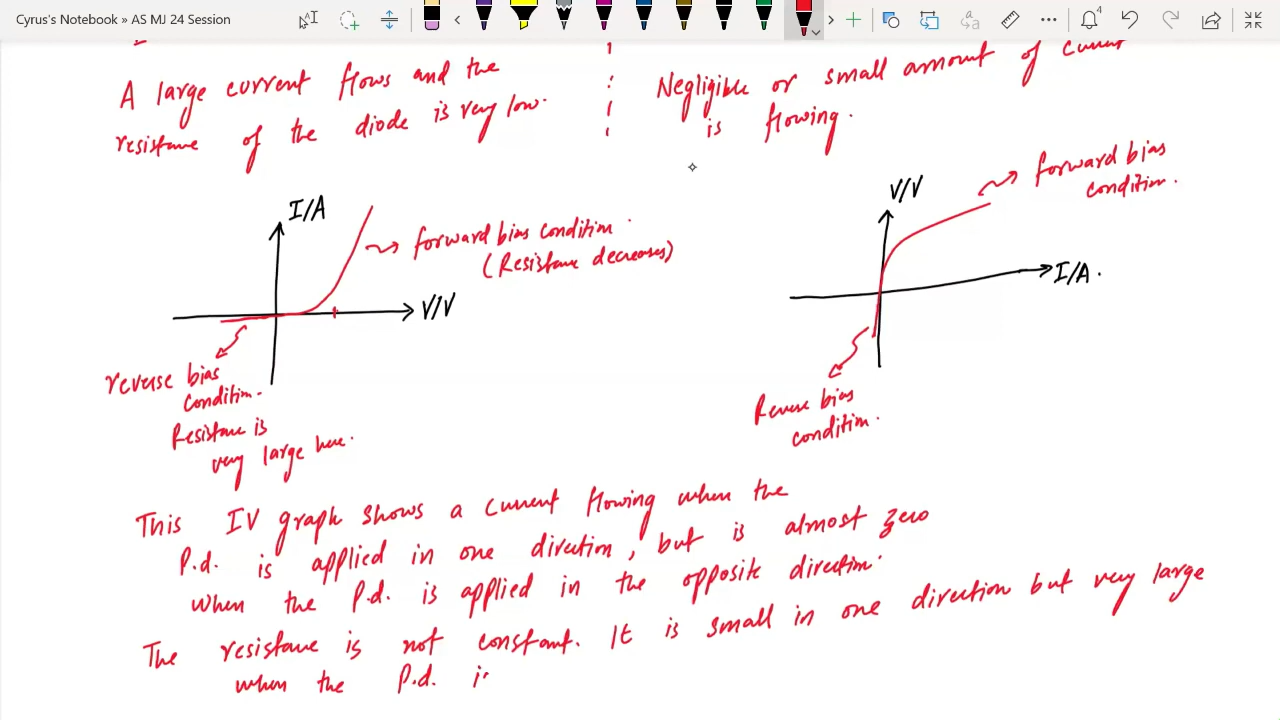 Cyrus's Notebook » AS MJ 24 Session
4
A large current flows and the
resistance of the diode is very low.
Negligible or small amount of current
is flowing.
I/A
forward bias condition.
(Resistance decreases)
V/V
reverse bias
condition.
Resistance is
very large here.
V/V
forward bias
condition.
I/A.
Reverse bias
condition.
This IV graph shows a current flowing when the
P.d. is applied in one direction, but is almost zero
when the P.d. is applied in the opposite direction.
The resistance is not constant. It is small in one direction but very large
when the P.d. i